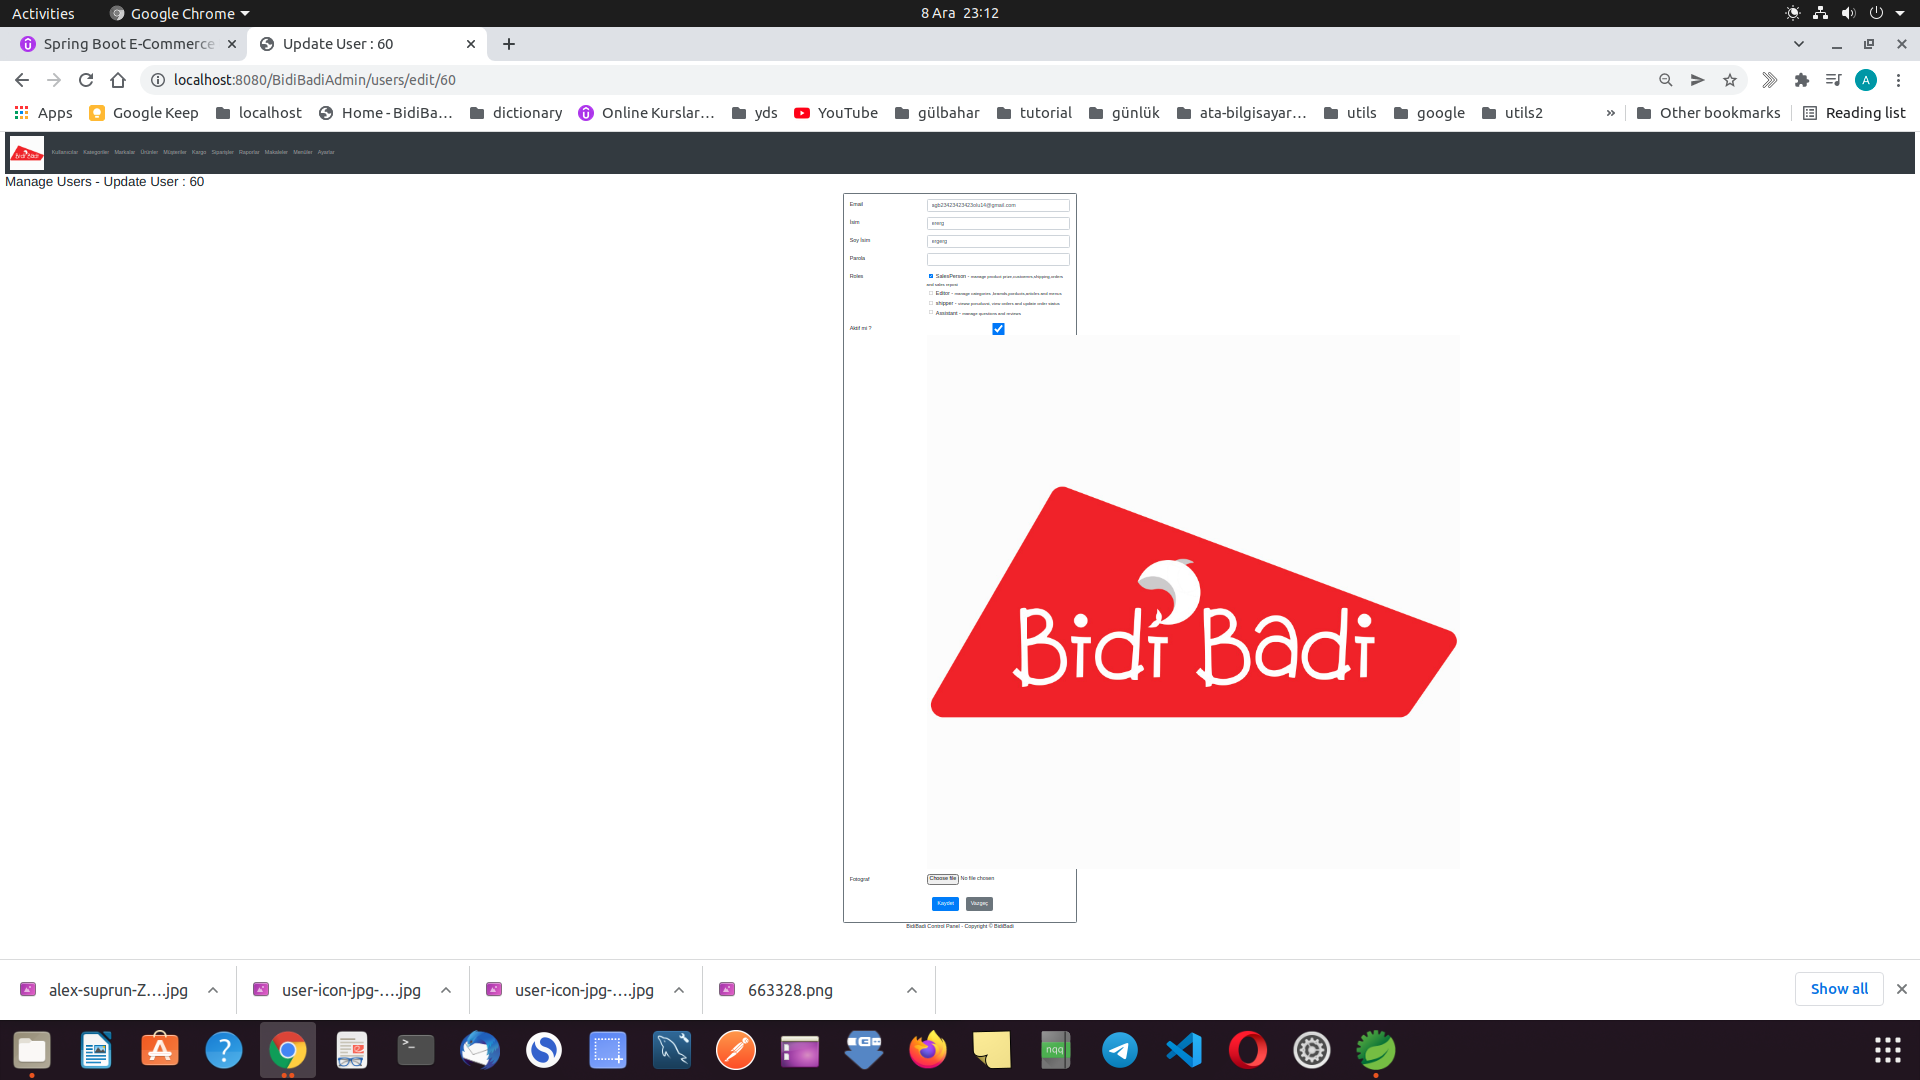 Activities
Google Chrome
8 Ara 23:12
Spring Boot E-Commerce
Update User : 60
localhost:8080/BidiBadiAdmin/users/edit/60
A
Apps
Google Keep
localhost
Home - BidiBa...
dictionary
Online Kurslar...
yds
YouTube
gülbahar
tutorial
günlük
ata-bilgisayar...
utils
google
utils2
»
Other bookmarks
Reading list
Bidi Badi
Kullanıcılar Kategoriler Markalar Ürünler Müşteriler Kargo Siparişler Raporlar Makaleler Menüler Ayarlar
Manage Users - Update User : 60
Email
İsim
Soy İsim
ergerg
Parola
Roles
SalesPerson - manage product price,customers,shipping,orders
and sales report
Editor - manage categories ,brands,products,articles and menus
shipper -
Assistant - manage questions and reviews
Aktif mi ?
Bidi Badi
Fotograf
Choose file No file chosen
Kaydet
Vazgeç
BidiBadi Control Panel - Copyright © BidiBadi
alex-suprun-Z....jpg
user-icon-jpg-....jpg
user-icon-jpg-....jpg
663328.png
Show all
nqq